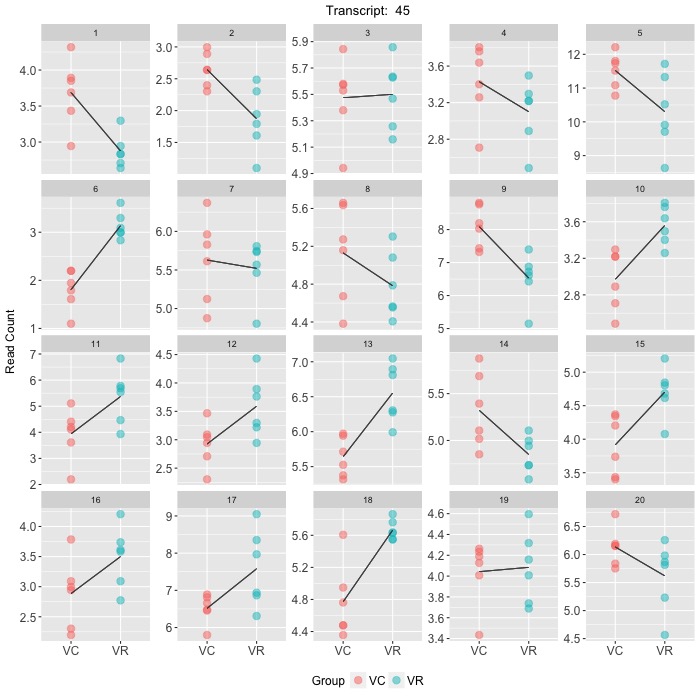 Transcript: 45
1 2 3 4 5
4.0 3.0 5.9 3.6 12
3.5 2.5 5.7 3.2 11
3.0 2.0 5.5 2.8 10
1.5 5.3 9
5.1
4.9
6 7 8 9 10
3 6.0 5.6 8 3.6
2 5.5 5.2 7 3.2
1 5.0 4.8 6 2.8
4.4 5
Read Count
11 12 13 14 15
7 4.5 7.0 5.5 5.0
6 4.0 6.5 5.0 4.5
5 3.5 6.0 4.0
4 3.0 5.5 3.5
3 2.5
2
16 17 18 19 20
4.0 9 5.6 4.6 6.5
3.5 8 5.2 4.4 6.0
3.0 7 4.8 4.2 5.5
2.5 6 4.4 4.0 5.0
3.8 4.5
3.6
3.4
VC VR VC VR VC VR VC VR VC VR
Group VC VR